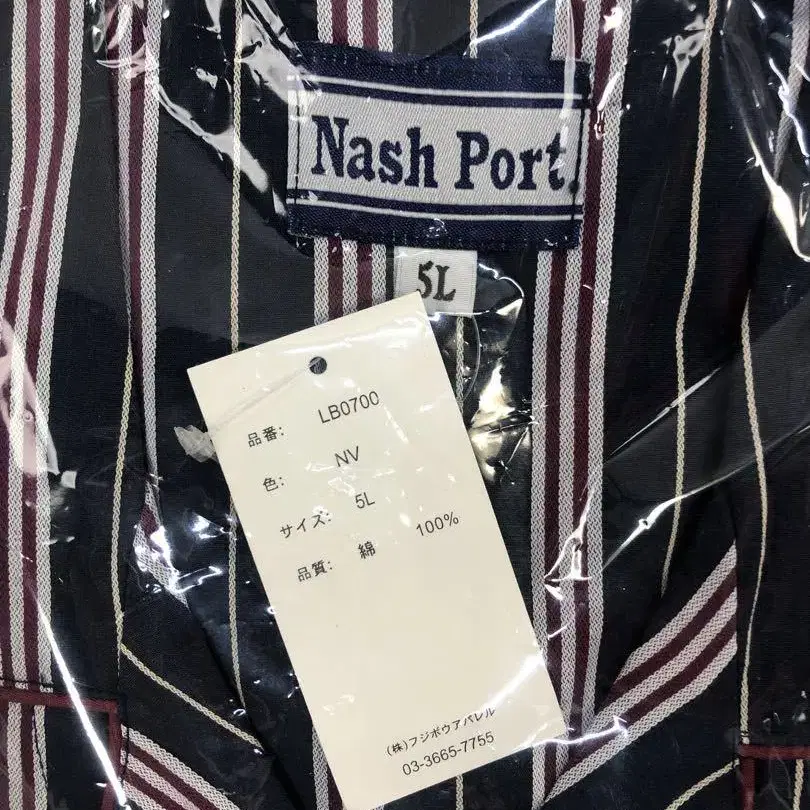 Nash Port.
5L
品番: LB0700
色: NV
サイズ: 5L
品質: 綿 100%
(株)フジボウアパレル
03-3665-7755